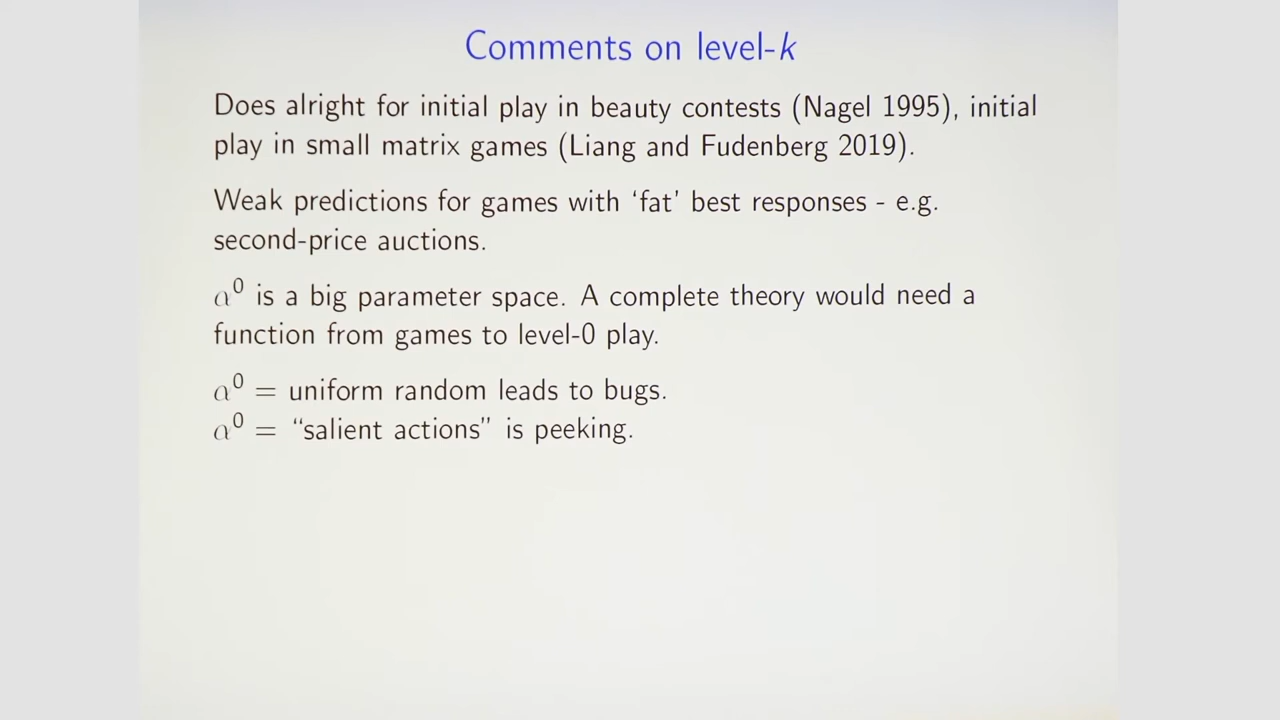 Comments on level-k
Does alright for initial play in beauty contests (Nagel 1995), initial
play in small matrix games (Liang and Fudenberg 2019).
Weak predictions for games with ‘fat’ best responses - e.g.
second-price auctions.
α⁰ is a big parameter space. A complete theory would need a
function from games to level-0 play.
α⁰ = uniform random leads to bugs.
α⁰ = “salient actions” is peeking.